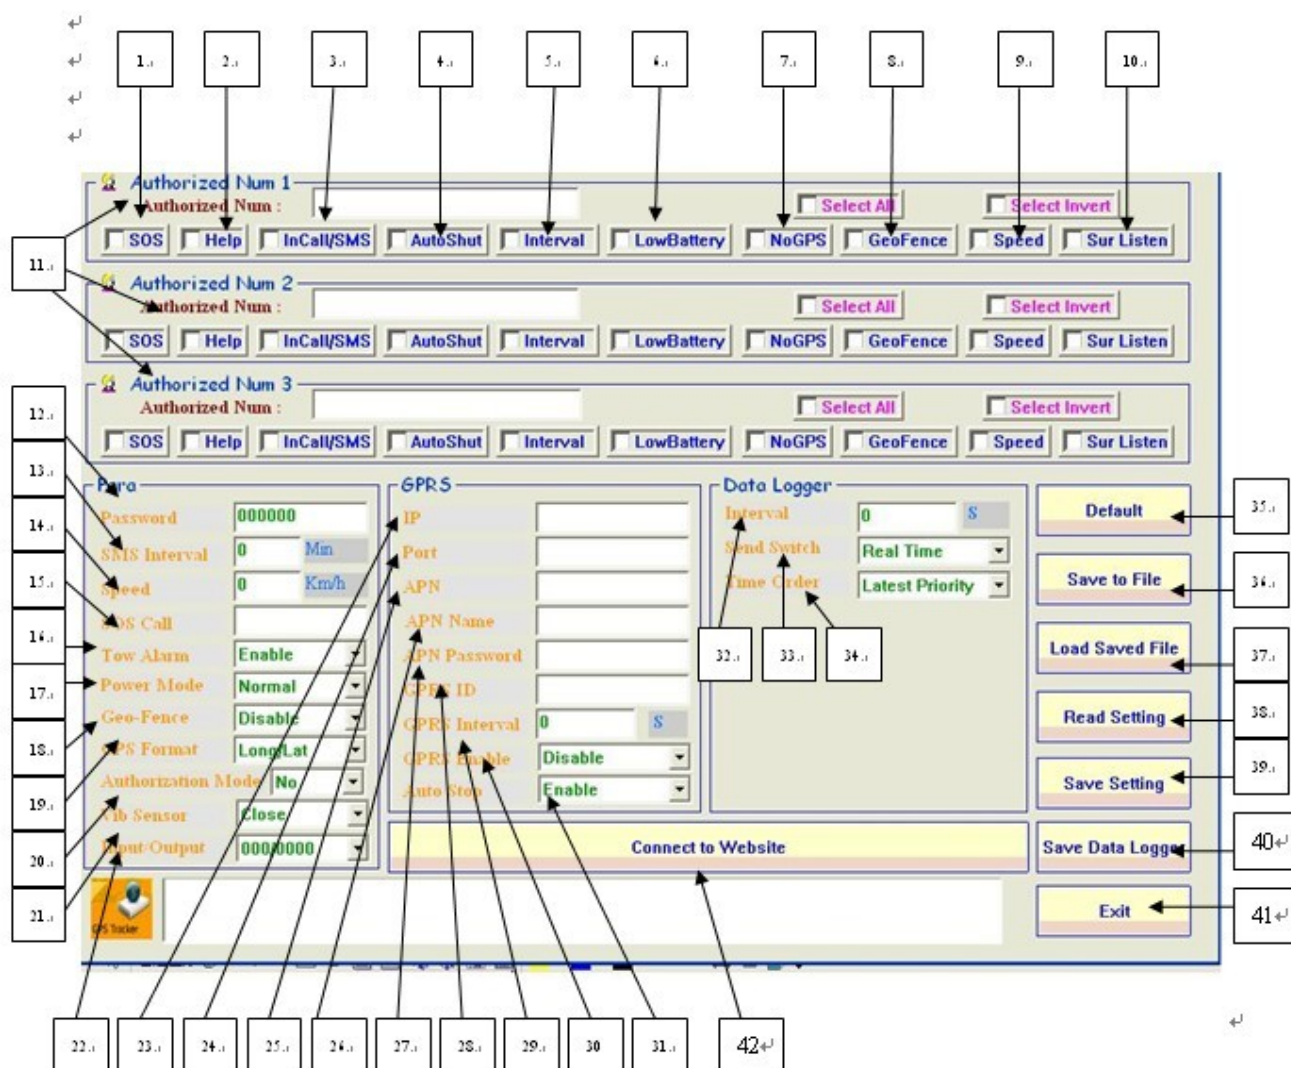 1. 2. 3. 4. 5. 6. 7. 8. 9. 10.
Authorized Num 1
Authorized Num :
Select All
Select Invert
SOS Help InCall/SMS AutoShut Interval LowBattery NoGPS GeoFence Speed Sur Listen
11.
Authorized Num 2
Authorized Num :
Select All
Select Invert
SOS Help InCall/SMS AutoShut Interval LowBattery NoGPS GeoFence Speed Sur Listen
Authorized Num 3
Authorized Num :
Select All
Select Invert
SOS Help InCall/SMS AutoShut Interval LowBattery NoGPS GeoFence Speed Sur Listen
12.
13.
14.
15.
16.
17.
18.
19.
20.
21.
Para
Password 000000
SMS Interval 0 Min
Speed 0 Km/h
SOS Call
Tow Alarm Enable
Power Mode Normal
Geo-Fence Disable
GPS Format Long/Lat
Authorization Mode No
Vib Sensor Close
Input/Output 000/0000
GPRS
IP
Port
APN
APN Name
APN Password
GPRS ID
GPRS Interval 0 S
GPRS Enable Disable
Auto Stop Enable
Data Logger
Interval 0 S
Send Switch Real Time
Time Order Latest Priority
32. 33. 34.
Default
Save to File
Load Saved File
Read Setting
Save Setting
Save Data Logger
Exit
35.
36.
37.
38.
39.
40
41
Connect to Website
GPS Tracker
22. 23. 24. 25. 26. 27. 28. 29. 30 31. 42